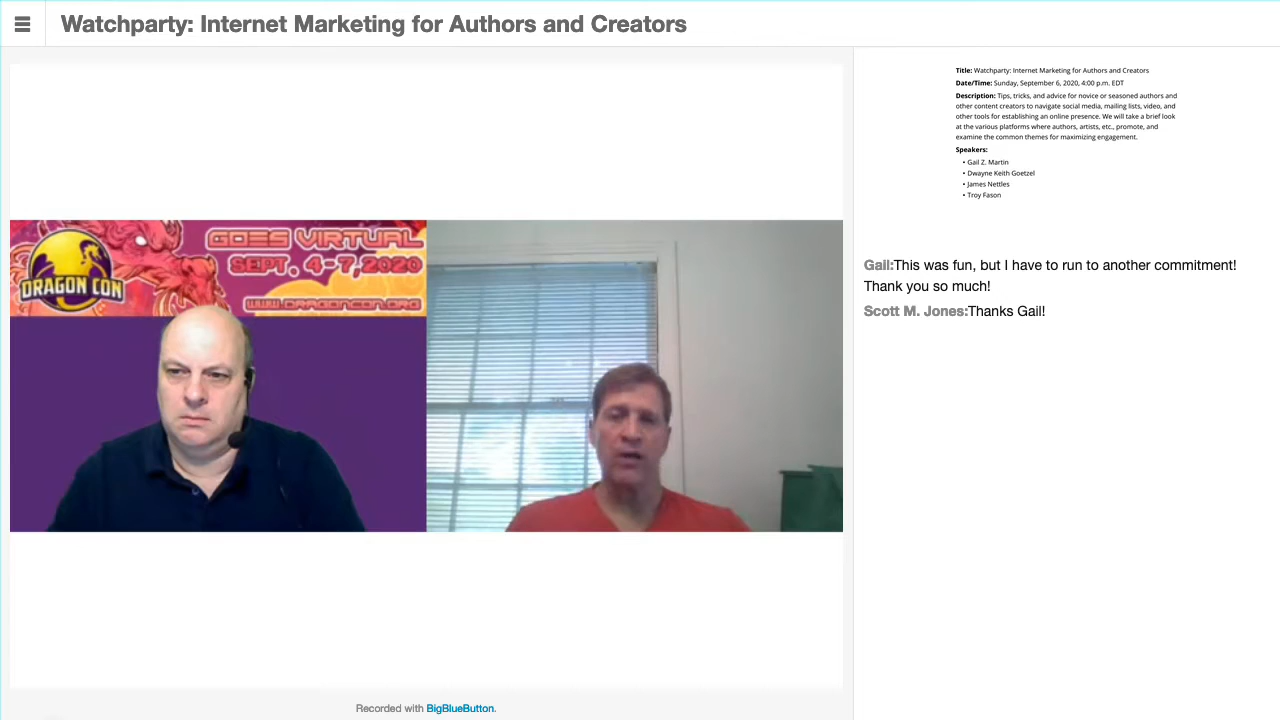 Watchparty: Internet Marketing for Authors and Creators
GOES VIRTUAL
SEPT. 4-7, 2020
DRAGON CON
WWW.DRAGONCON.ORG
Recorded with BigBlueButton.
Title: Watchparty: Internet Marketing for Authors and Creators
Date/Time: Sunday, September 6, 2020, 4:00 p.m. EDT
Description: Tips, tricks, and advice for novice or seasoned authors and
other content creators to navigate social media, mailing lists, video, and
other tools for establishing an online presence. We will take a brief look
at the various platforms where authors, artists, etc., promote, and
examine the common themes for maximizing engagement.
Speakers:
• Gail Z. Martin
• Dwayne Keith Goetzel
• James Nettles
• Troy Fason
Gail:This was fun, but I have to run to another commitment!
Thank you so much!
Scott M. Jones:Thanks Gail!